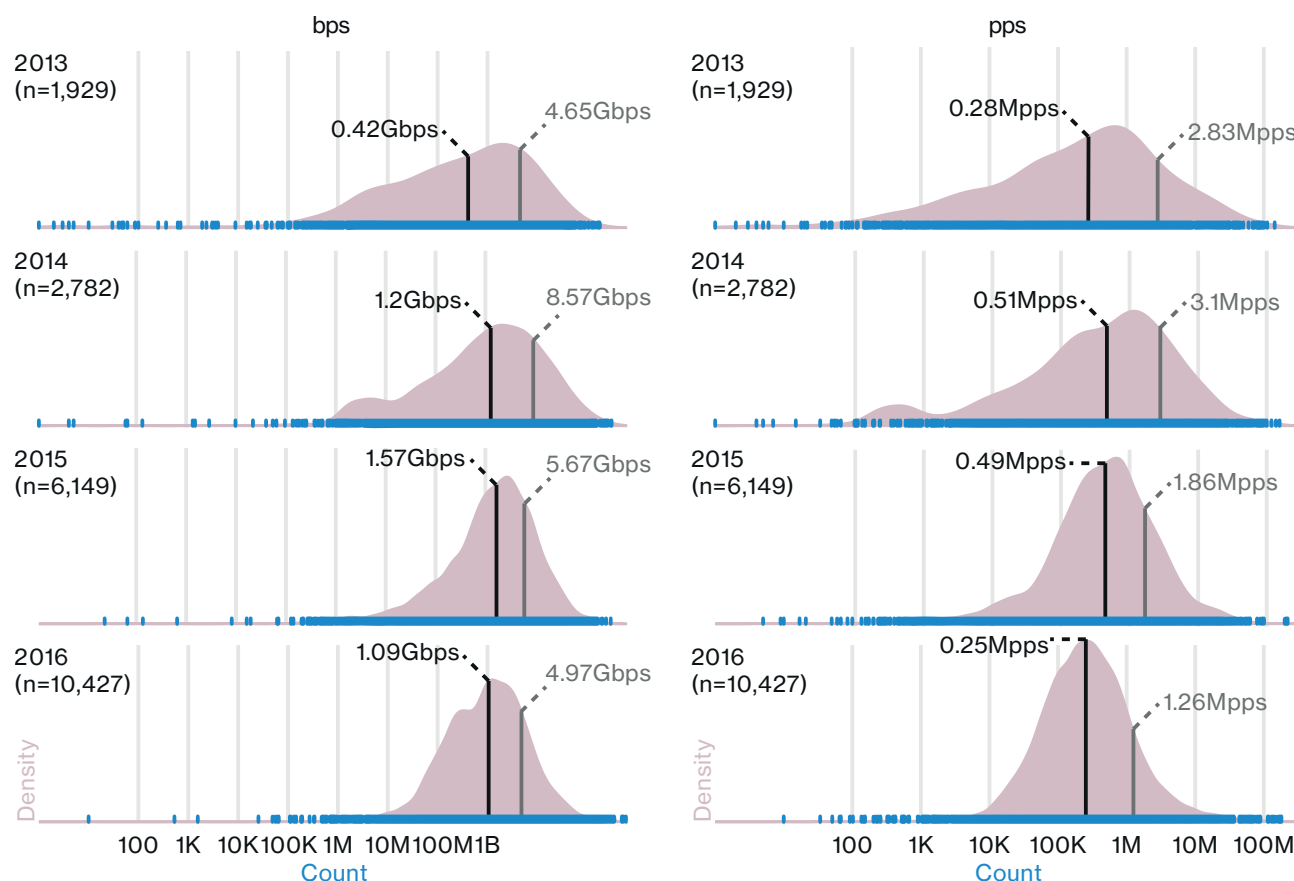 bps
2013
(n=1,929)
0.42Gbps
4.65Gbps
2014
(n=2,782)
1.2Gbps
8.57Gbps
2015
(n=6,149)
1.57Gbps
5.67Gbps
2016
(n=10,427)
1.09Gbps
4.97Gbps
Density
100 1K 10K 100K 1M 10M 100M 1B
Count
pps
2013
(n=1,929)
0.28Mpps
2.83Mpps
2014
(n=2,782)
0.51Mpps
3.1Mpps
2015
(n=6,149)
0.49Mpps
1.86Mpps
2016
(n=10,427)
0.25Mpps
1.26Mpps
Density
100 1K 10K 100K 1M 10M 100M
Count